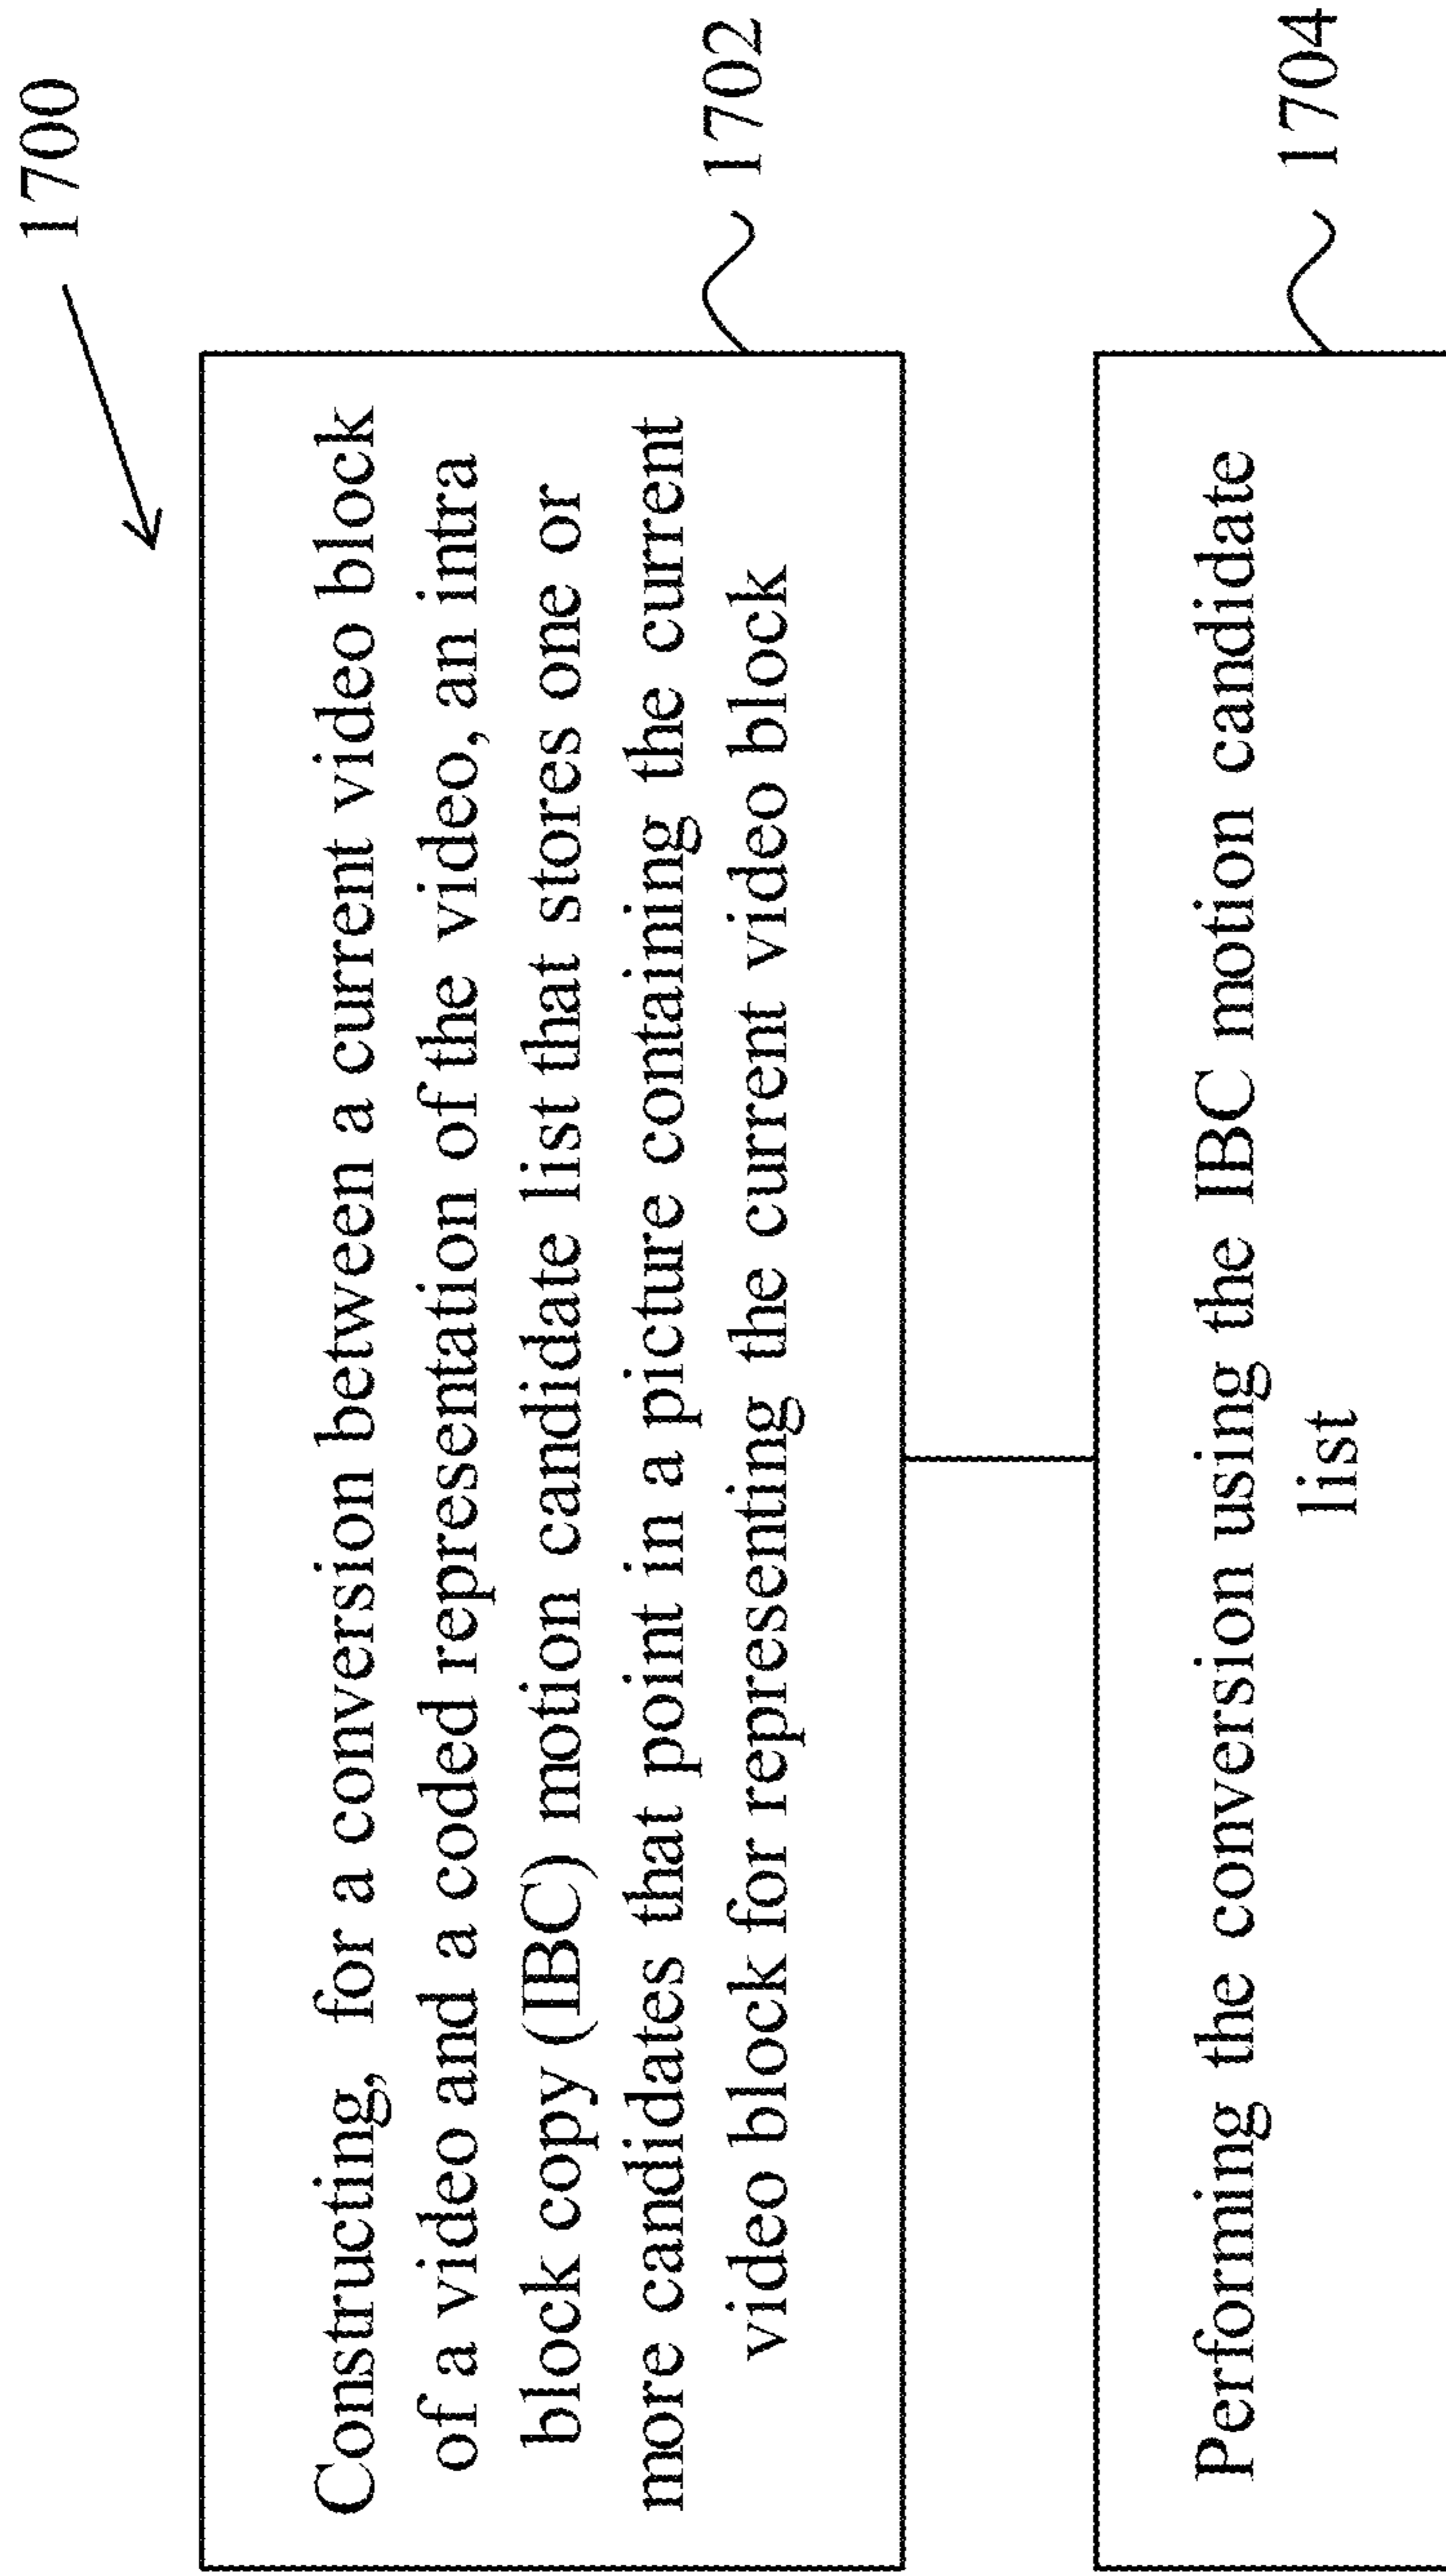 1700
Constructing, for a conversion between a current video block
of a video and a coded representation of the video, an intra
block copy (IBC) motion candidate list that stores one or
more candidates that point in a picture containing the current
video block for representing the current video block
1702
Performing the conversion using the IBC motion candidate
list
1704